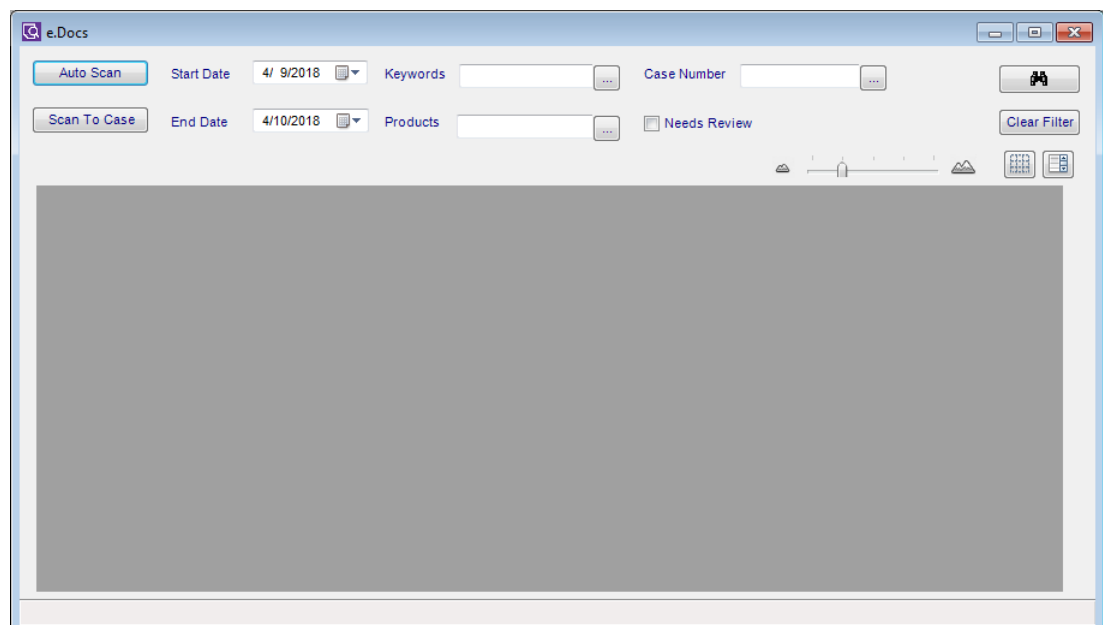 e.Docs
Auto Scan Start Date 4/ 9/2018 Keywords ... Case Number ...
Scan To Case End Date 4/10/2018 Products ... Needs Review Clear Filter